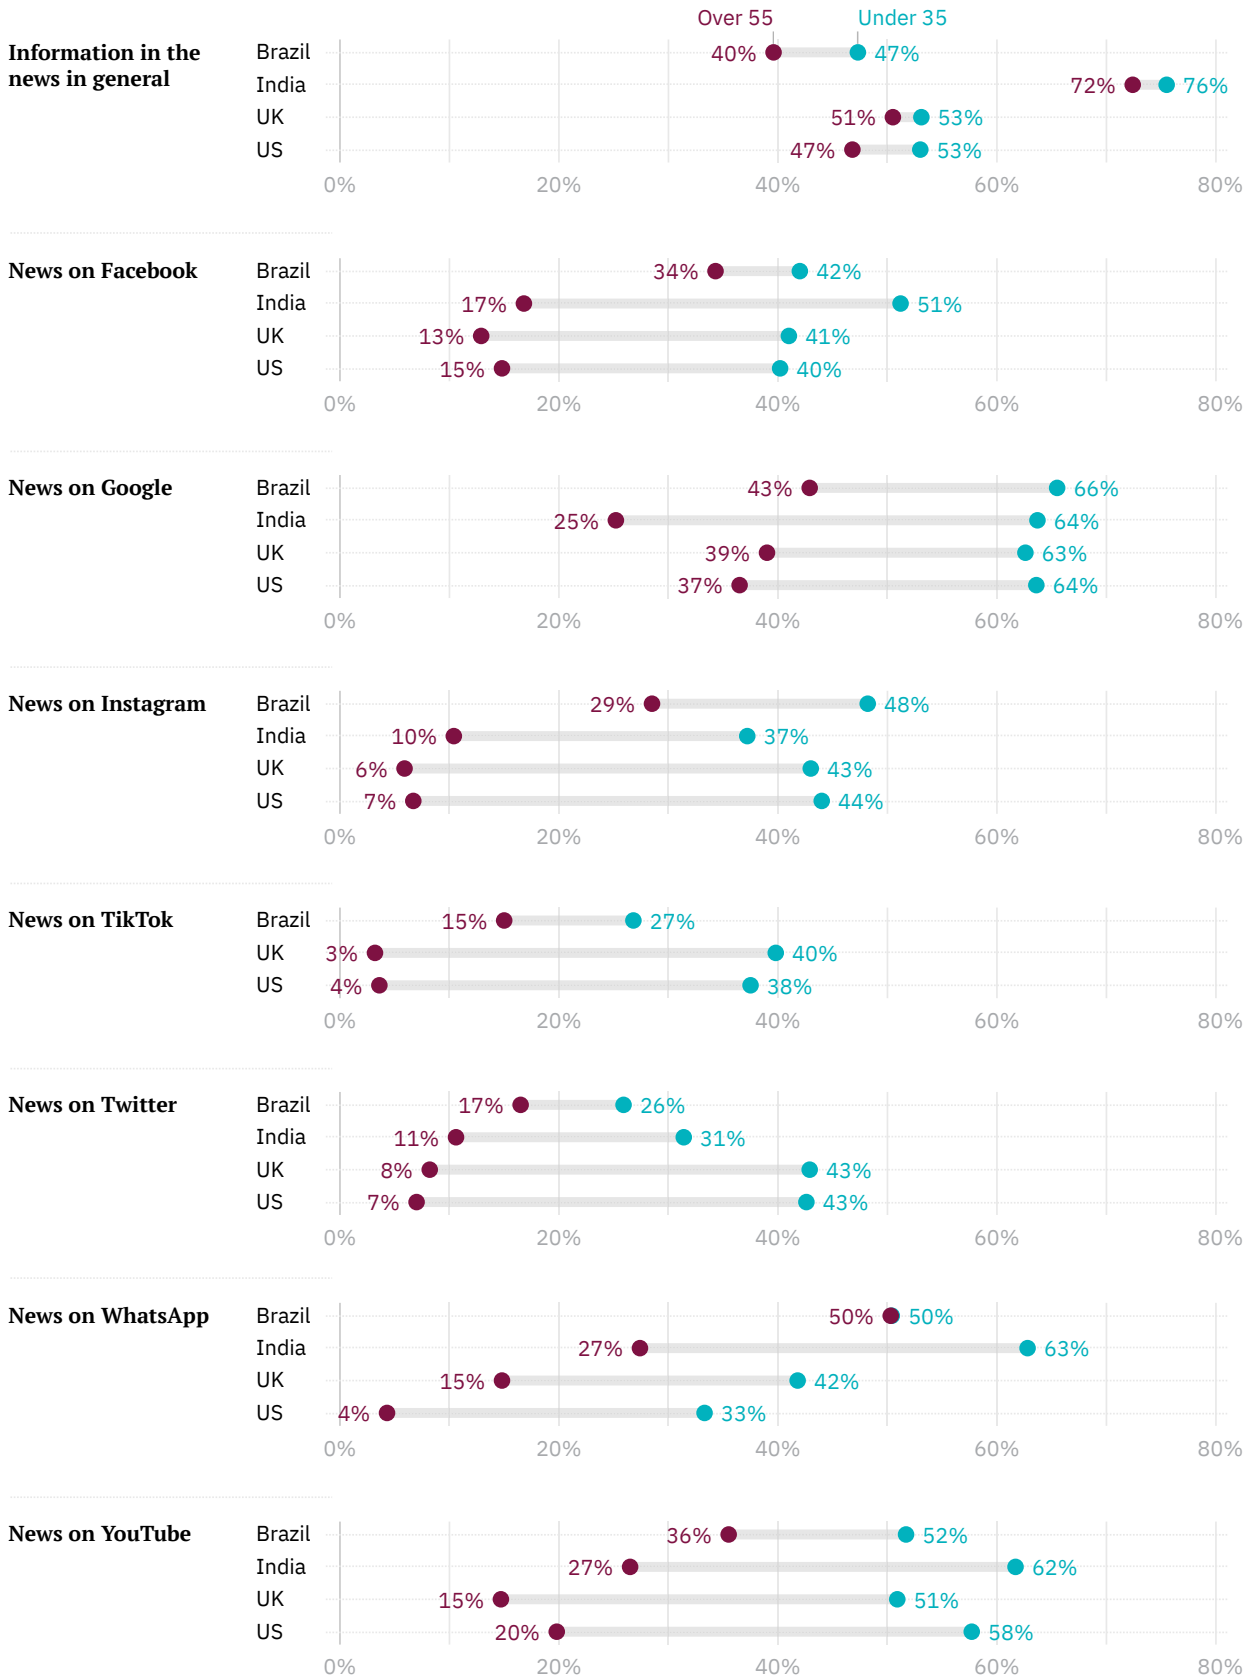 Over 55 Under 35
Information in the
news in general
Brazil 40% 47%
India 72% 76%
UK 51% 53%
US 47% 53%
0% 20% 40% 60% 80%
News on Facebook Brazil 34% 42%
India 17% 51%
UK 13% 41%
US 15% 40%
0% 20% 40% 60% 80%
News on Google Brazil 43% 66%
India 25% 64%
UK 39% 63%
US 37% 64%
0% 20% 40% 60% 80%
News on Instagram Brazil 29% 48%
India 10% 37%
UK 6% 43%
US 7% 44%
0% 20% 40% 60% 80%
News on TikTok Brazil 15% 27%
UK 3% 40%
US 4% 38%
0% 20% 40% 60% 80%
News on Twitter Brazil 17% 26%
India 11% 31%
UK 8% 43%
US 7% 43%
0% 20% 40% 60% 80%
News on WhatsApp Brazil 50% 50%
India 27% 63%
UK 15% 42%
US 4% 33%
0% 20% 40% 60% 80%
News on YouTube Brazil 36% 52%
India 27% 62%
UK 15% 51%
US 20% 58%
0% 20% 40% 60% 80%